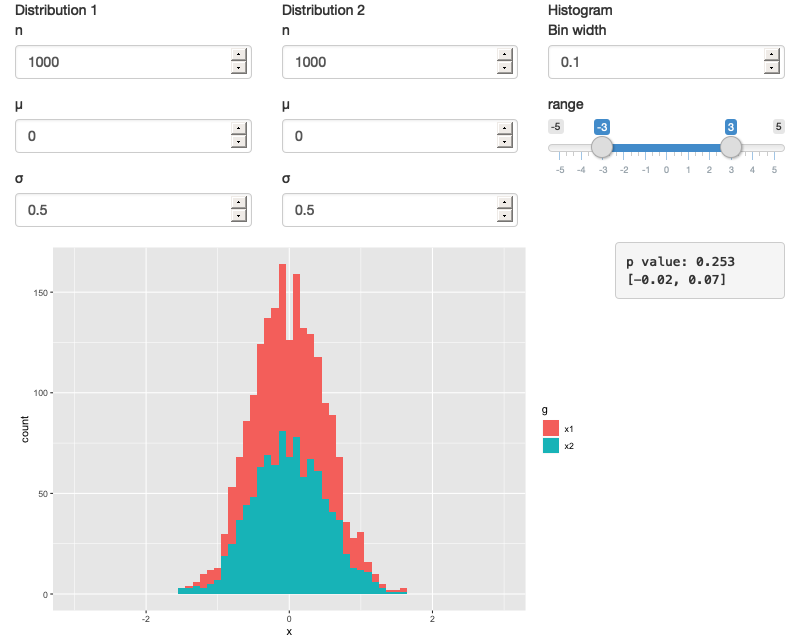 Distribution 1
n
1000
μ
0
σ
0.5
Distribution 2
n
1000
μ
0
σ
0.5
Histogram
Bin width
0.1
range
-5 -3 3 5
-5 -4 -3 -2 -1 0 1 2 3 4 5
p value: 0.253
[-0.02, 0.07]
150
100
50
0
count
-2 0 2
x
g
x1
x2